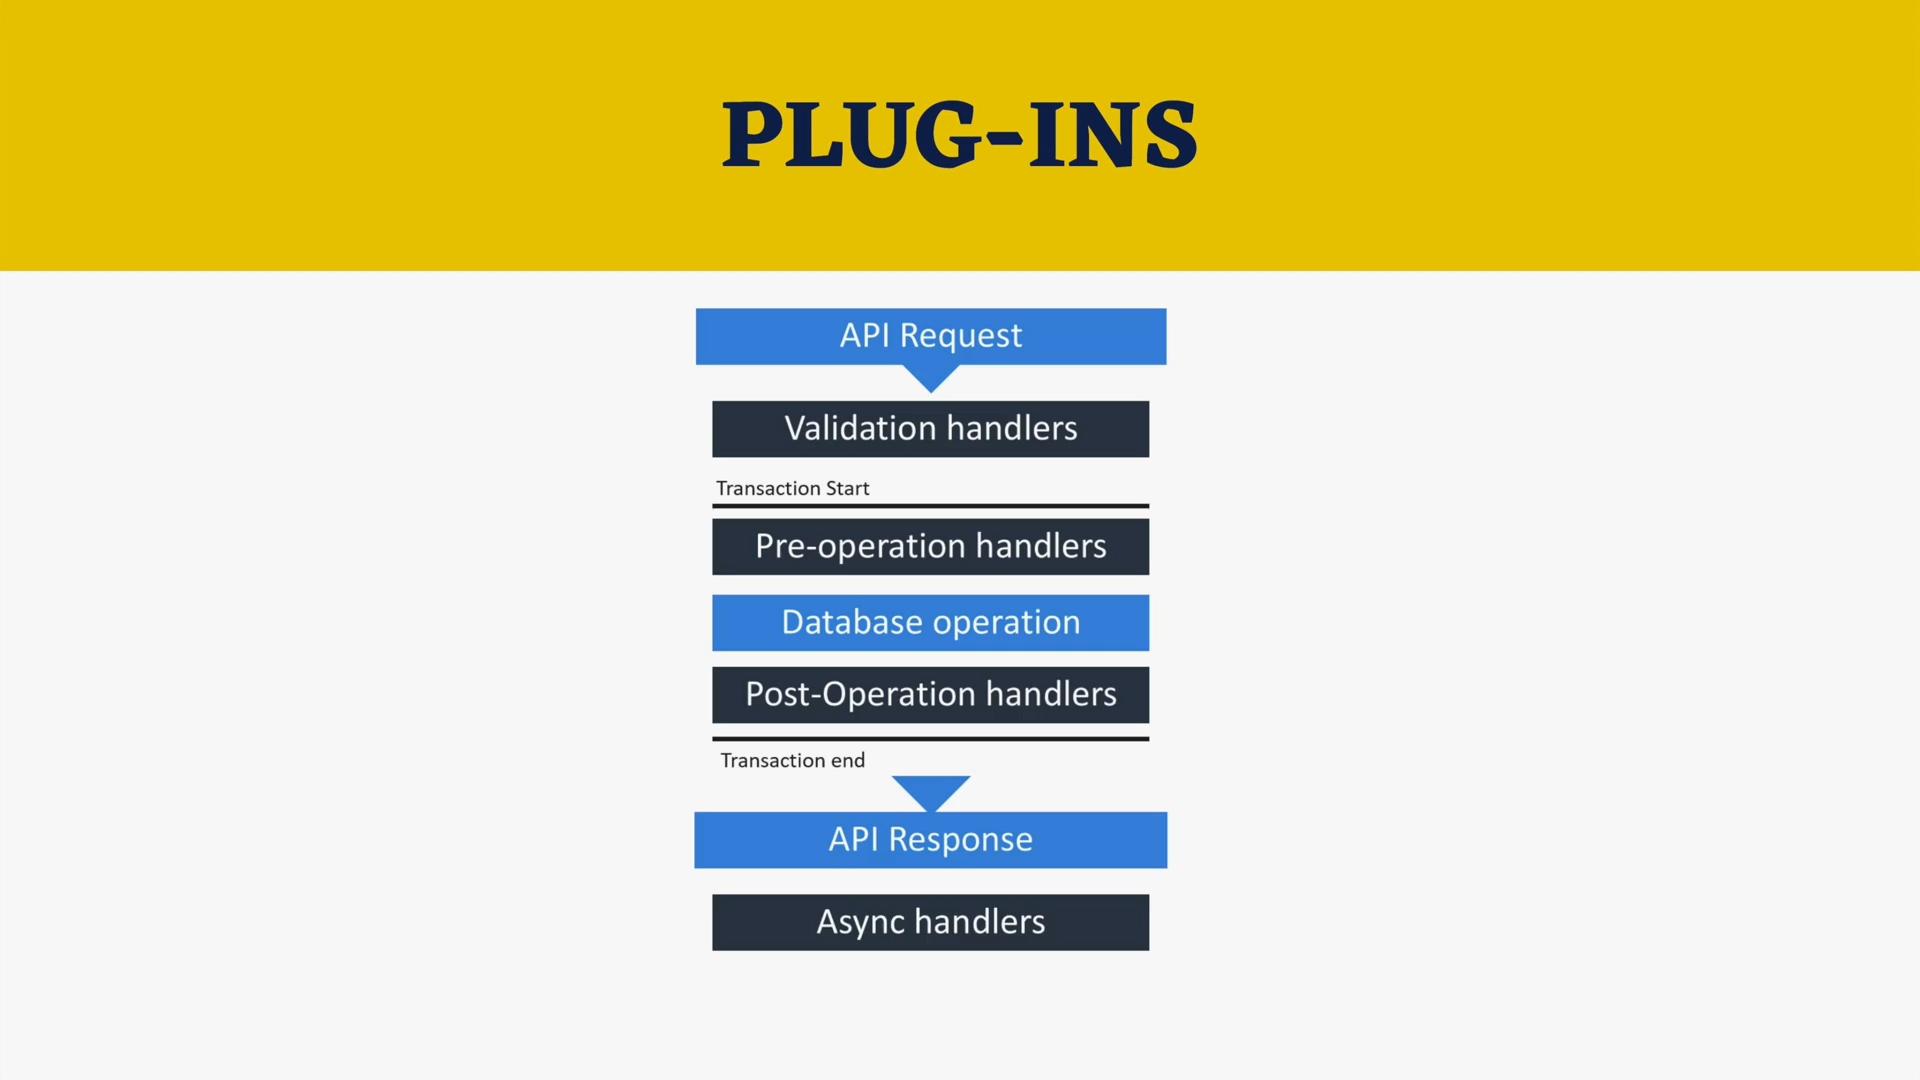 PLUG-INS
API Request
Validation handlers
Transaction Start
Pre-operation handlers
Database operation
Post-Operation handlers
Transaction end
API Response
Async handlers